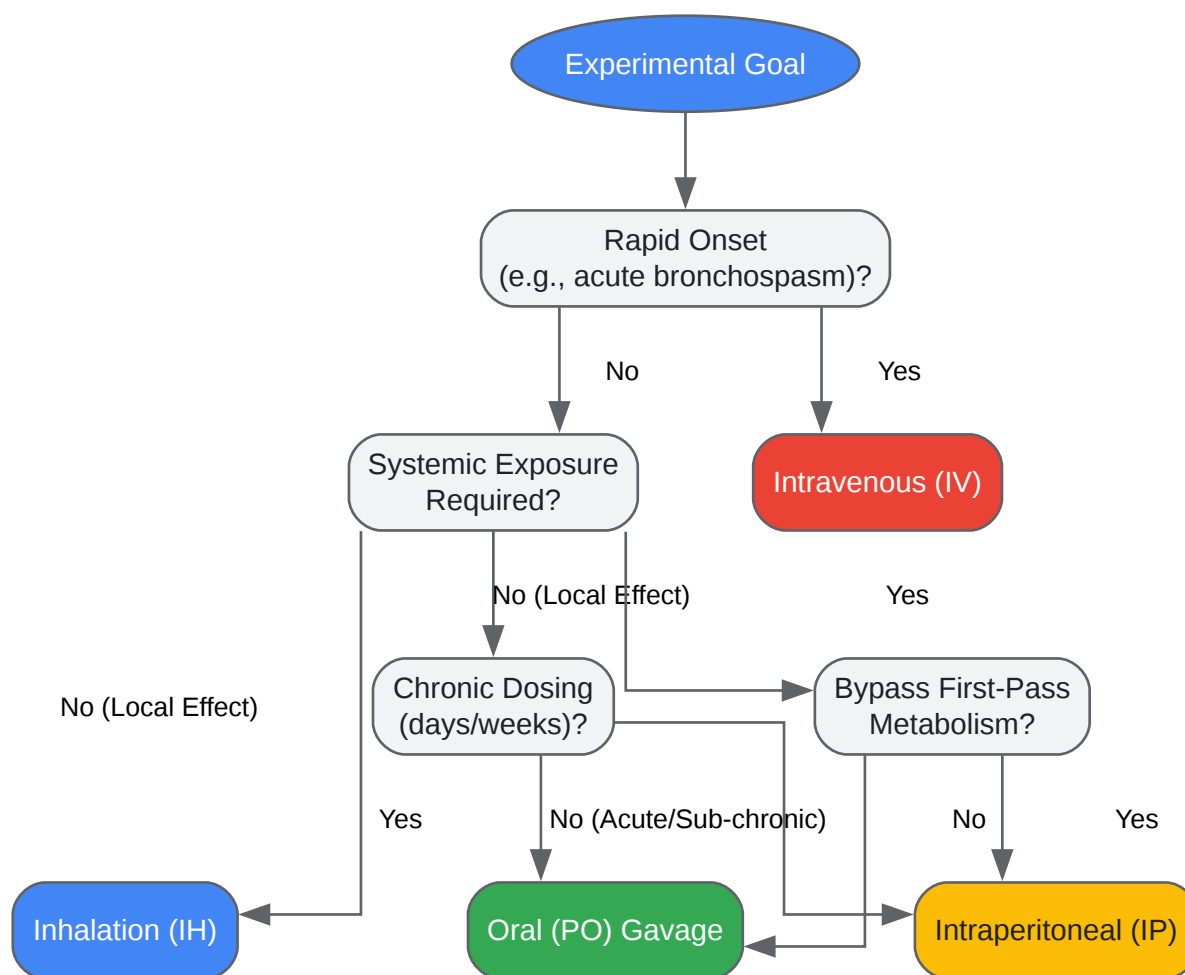 Experimental Goal
Rapid Onset
(e.g., acute bronchospasm)?
No
Yes
Systemic Exposure
Required?
Intravenous (IV)
No (Local Effect)
Yes
Chronic Dosing
(days/weeks)?
Bypass First-Pass
Metabolism?
No (Local Effect)
Yes
No (Acute/Sub-chronic)
No
Yes
Inhalation (IH)
Oral (PO) Gavage
Intraperitoneal (IP)